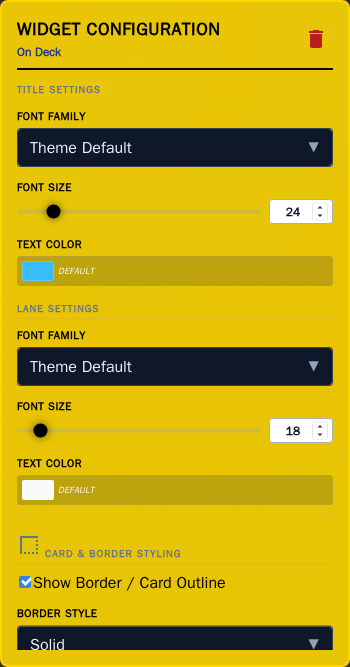 WIDGET CONFIGURATION
On Deck
TITLE SETTINGS
FONT FAMILY
Theme Default
FONT SIZE
24
TEXT COLOR
DEFAULT
LANE SETTINGS
FONT FAMILY
Theme Default
FONT SIZE
18
TEXT COLOR
DEFAULT
CARD & BORDER STYLING
Show Border / Card Outline
BORDER STYLE
Solid